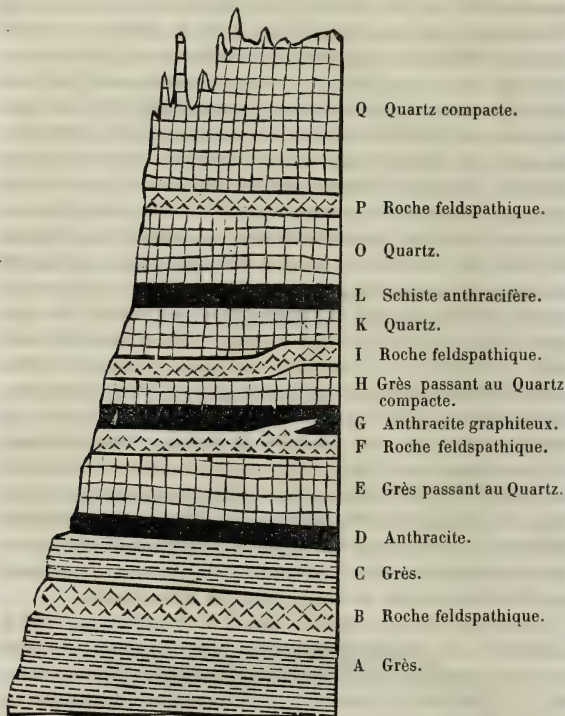 Q Quartz compacte.
P Roche feldspathique.
O Quartz.
L Schiste anthracifère.
K Quartz.
I Roche feldspathique.
H Grès passant au Quartz
compacte.
G Anthracite graphiteux.
F Roche feldspathique.
E Grès passant au Quartz.
D Anthracite.
C Grès.
B Roche feldspathique.
A Grès.